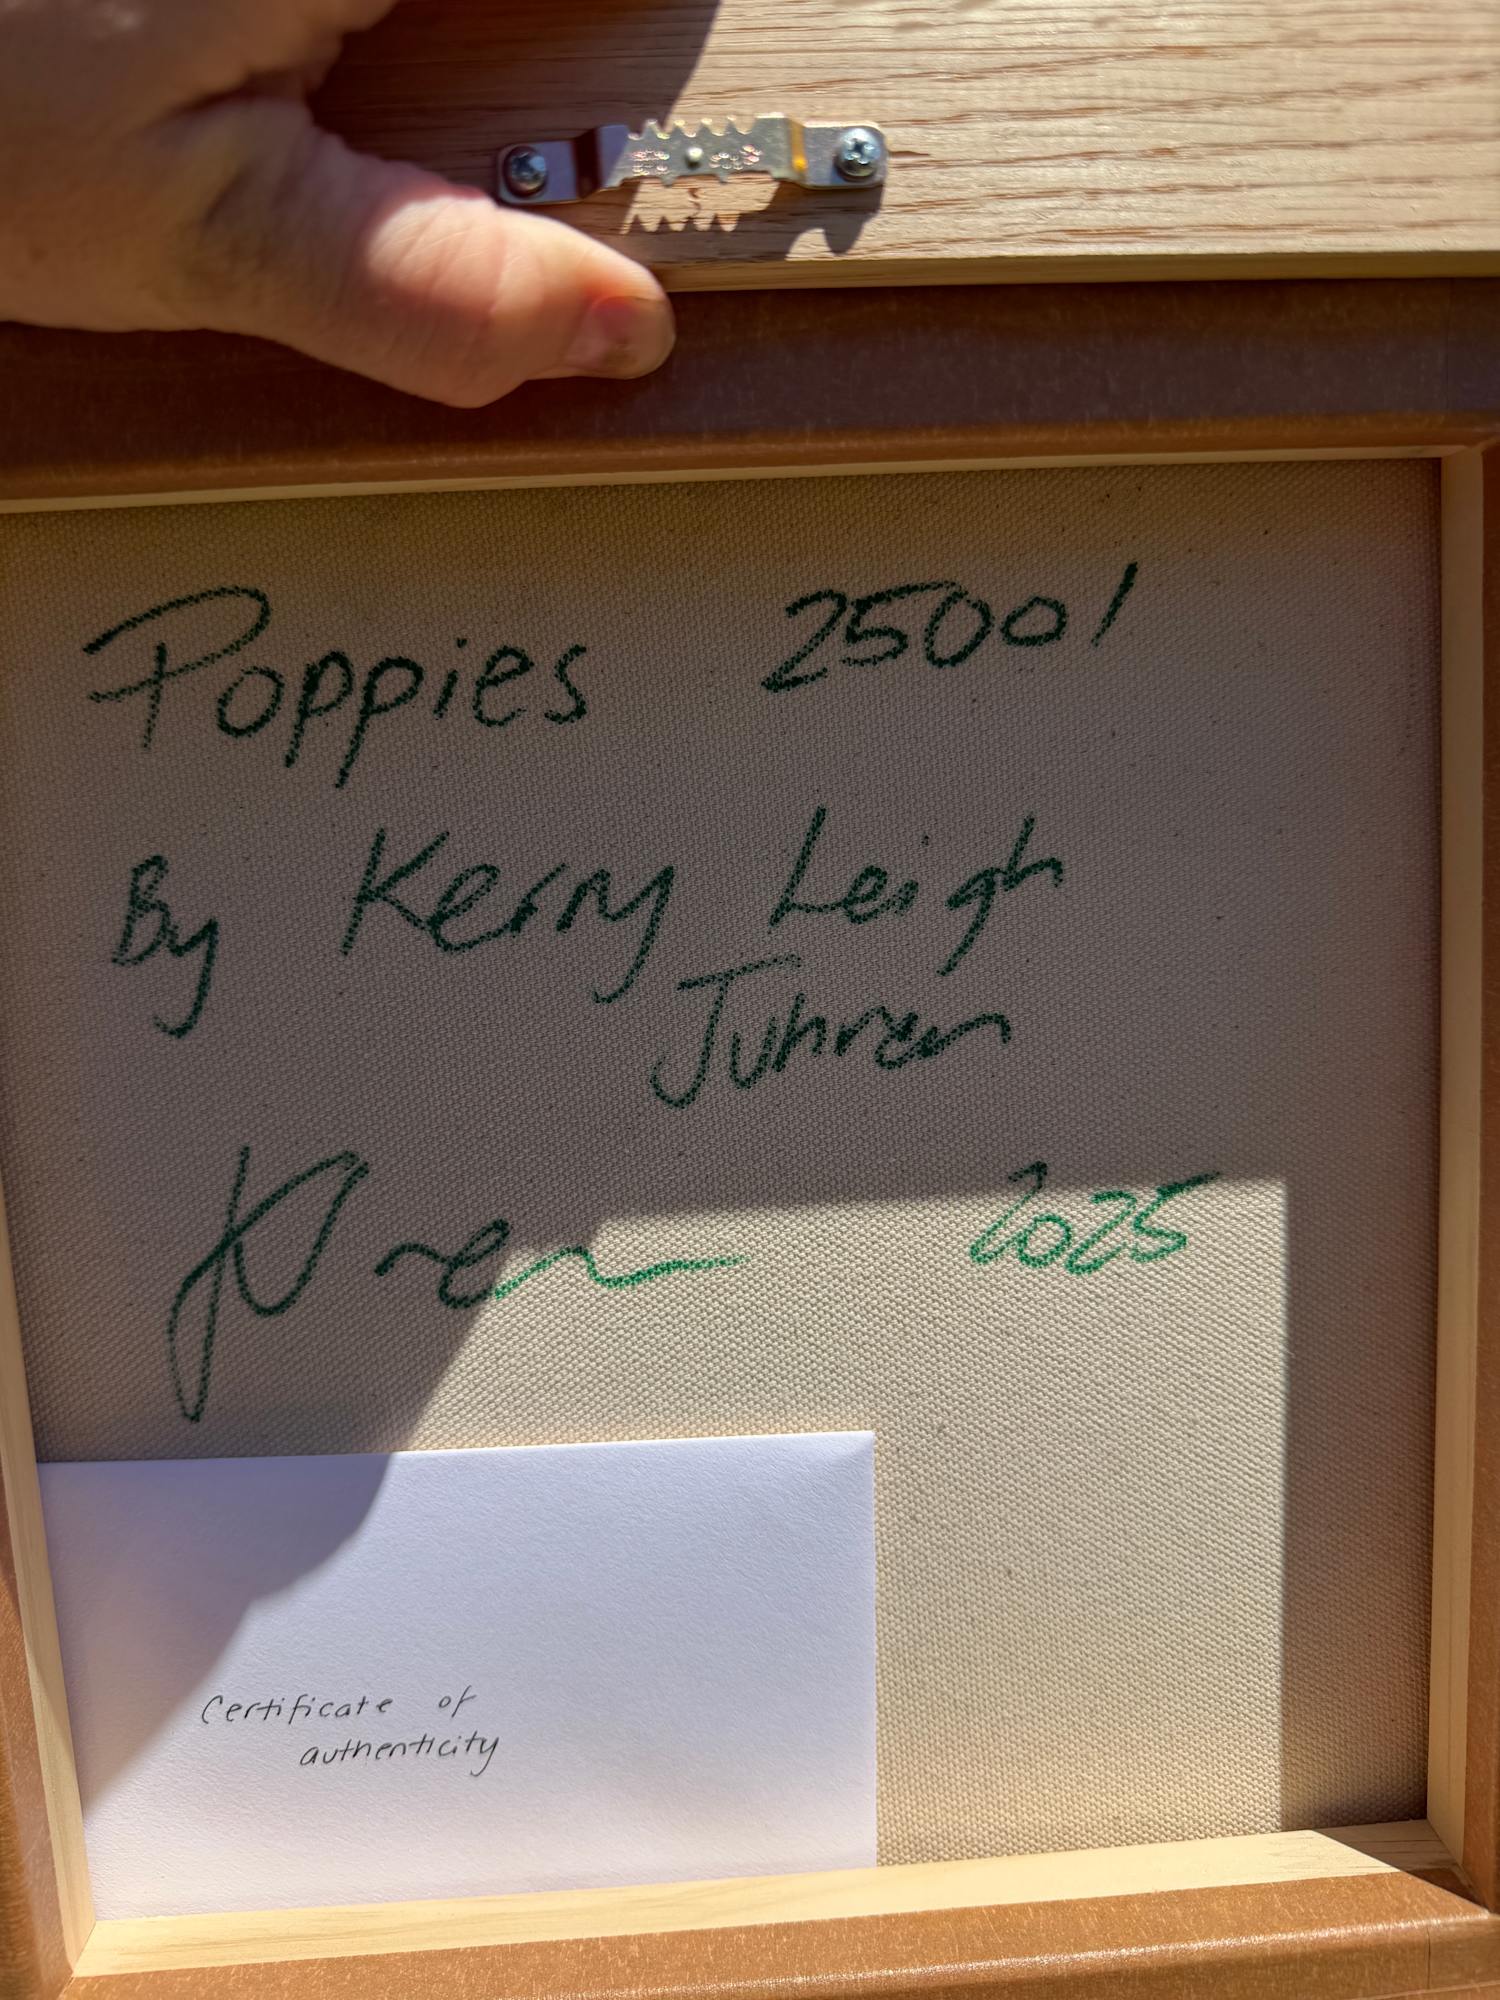 Poppies 25001
By Kerry Leigh
Juhren
2025
Certificate of
authenticity